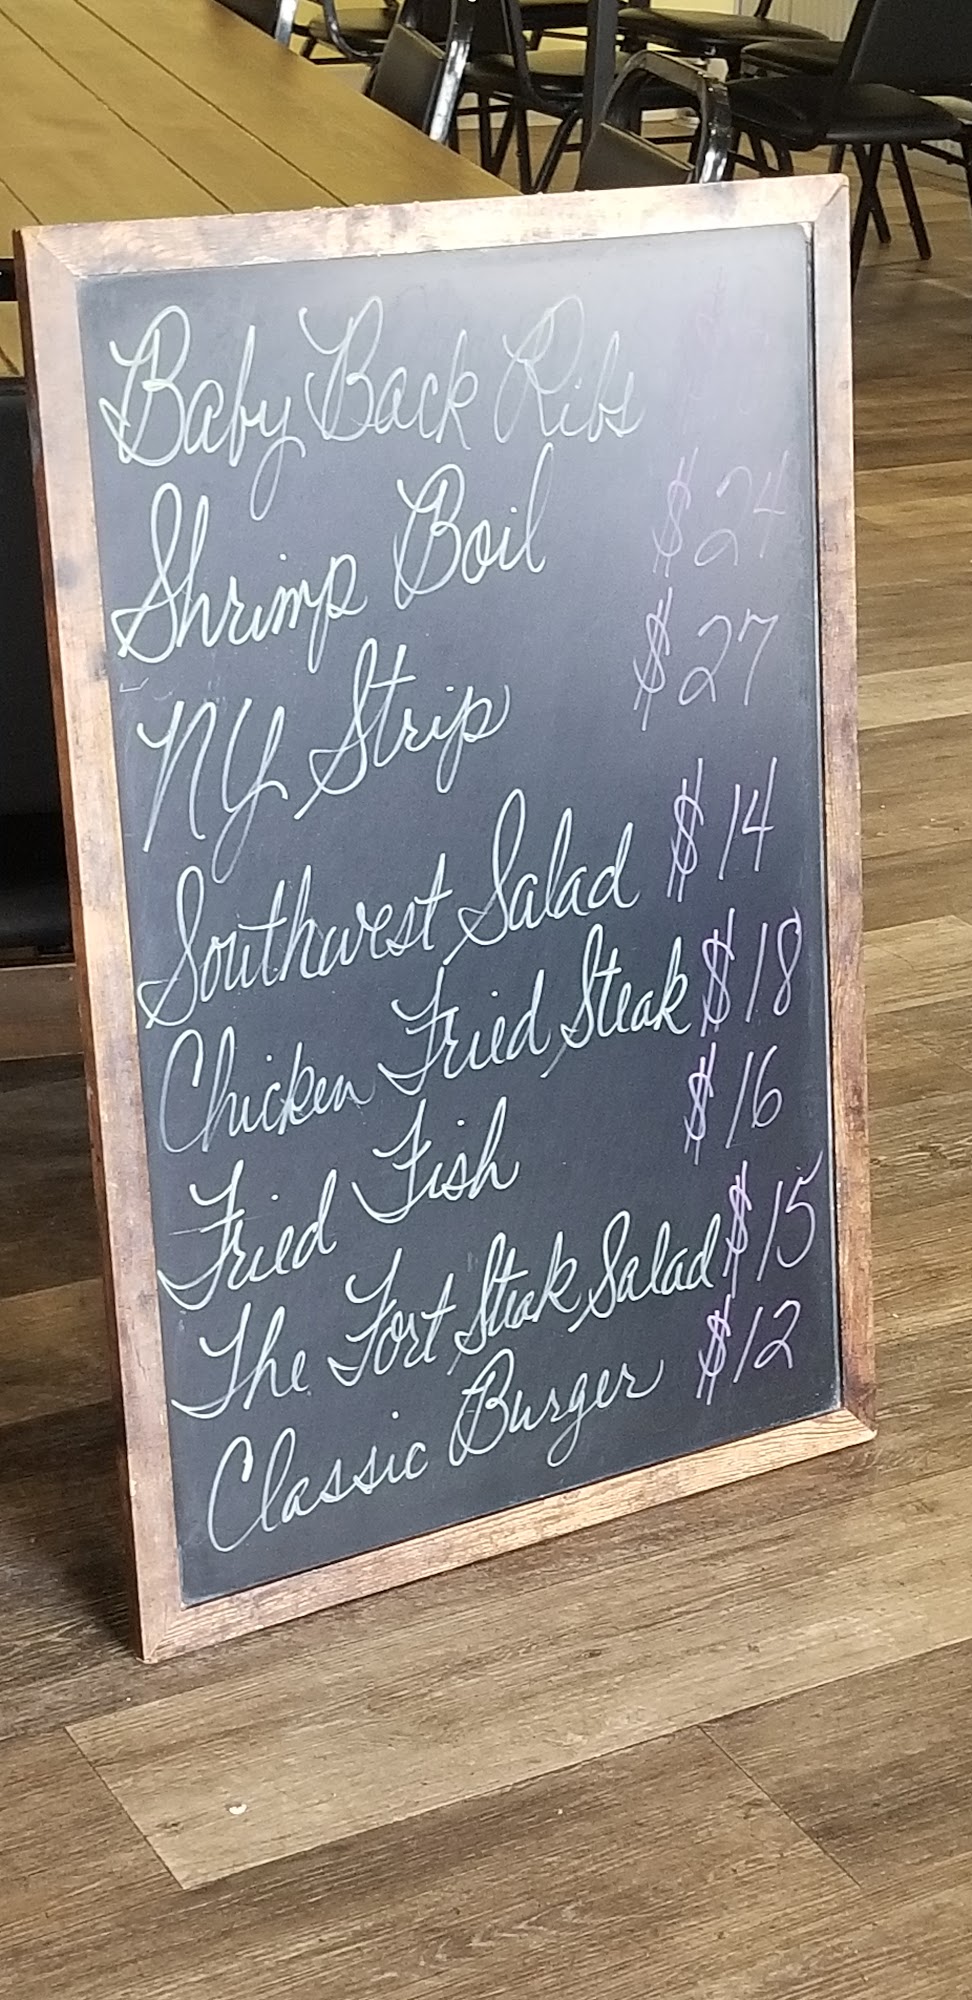 Baby Back Ribs
Shrimp Boil $24
NY Strip $27
Southwest Salad $14
Chicken Fried Steak $18
Fried Fish $16
The Fort Steak Salad $15
Classic Burger $12